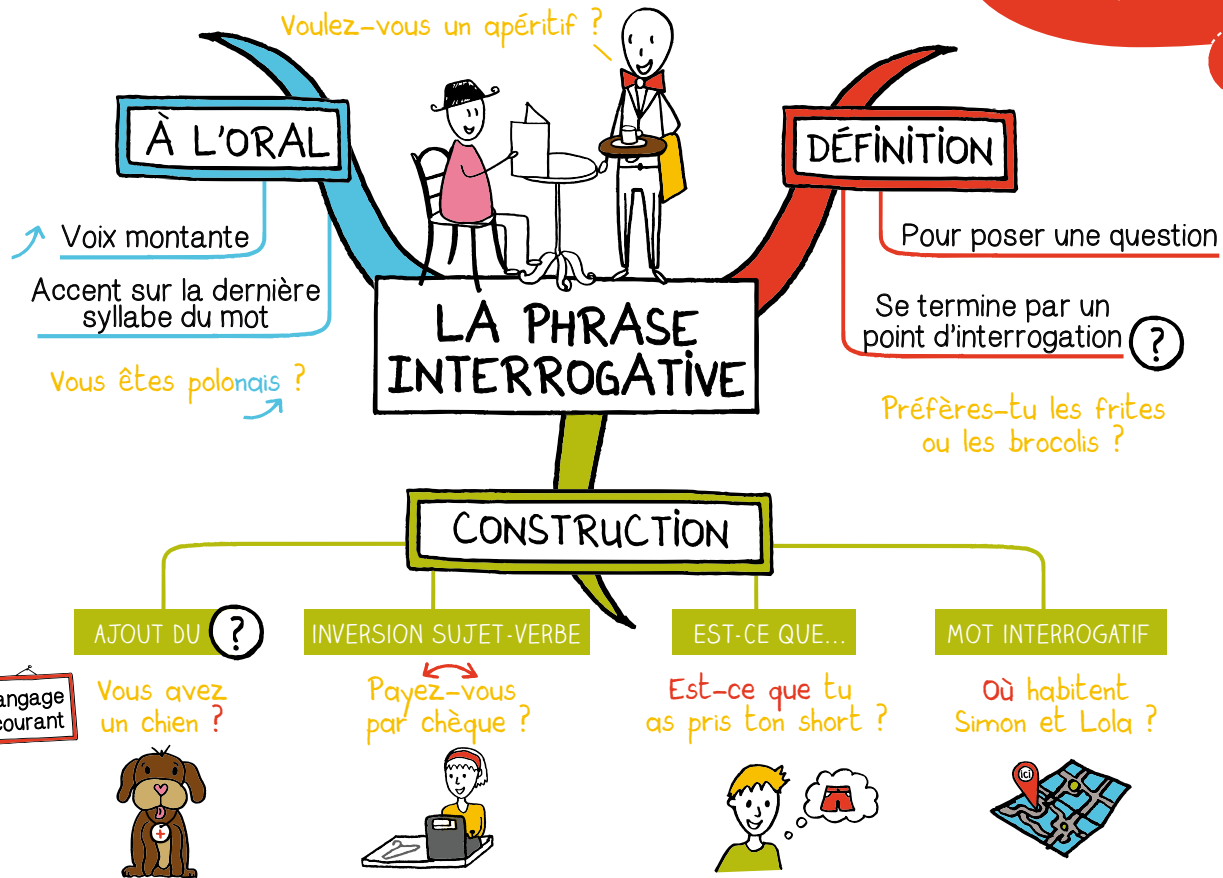 Voulez-vous un apéritif ?
À L'ORAL
Voix montante
Accent sur la dernière
syllabe du mot
Vous êtes polonais ?
DÉFINITION
Pour poser une question
Se termine par un
point d'interrogation ?
Préfères-tu les frites
ou les brocolis ?
LA PHRASE
INTERROGATIVE
CONSTRUCTION
AJOUT DU ?
angage
courant
Vous avez
un chien ?
INVERSION SUJET-VERBE
Payez-vous
par chèque ?
EST-CE QUE...
Est-ce que tu
as pris ton short ?
MOT INTERROGATIF
Où habitent
Simon et Lola ?
ici